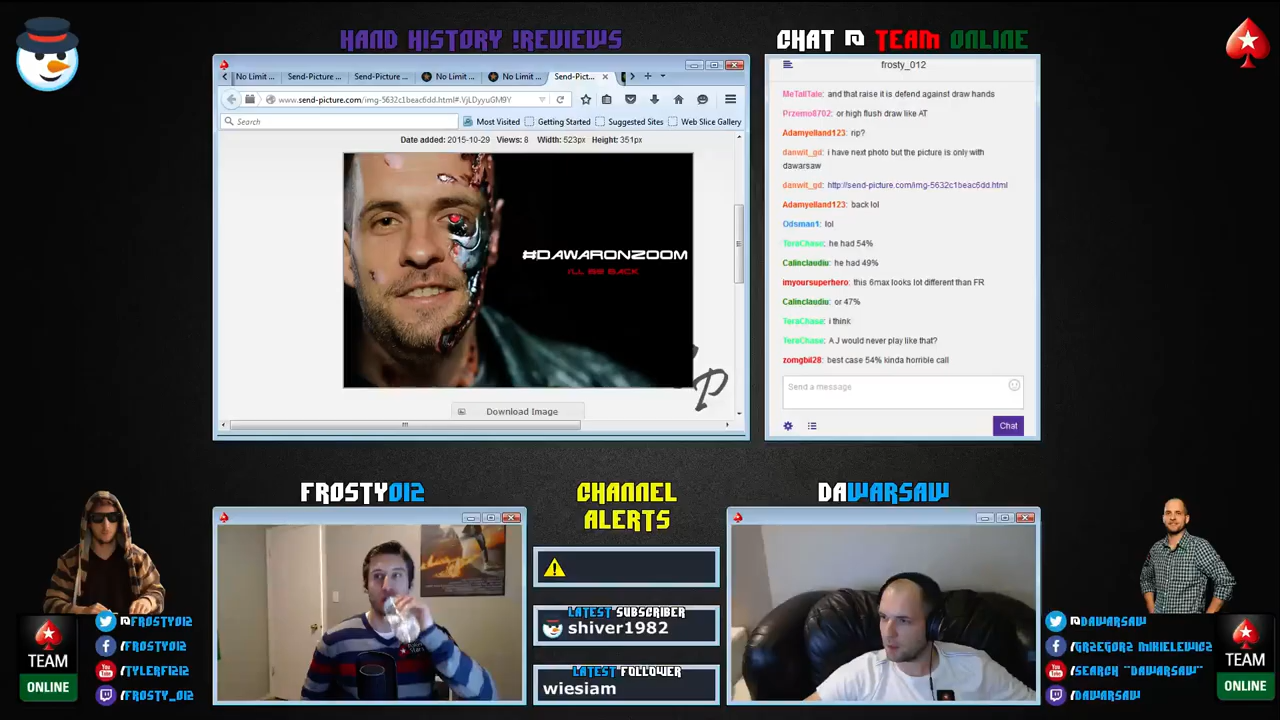 HAND HISTORY !REVIEWS
CHAT @ TEAM ONLINE
No Limit ...
Send-Picture ...
Send-Picture ...
No Limit ...
No Limit ...
Send-Pict...
www.send-picture.com/img-5632c1beac6dd.html#.VjLDyyuGM9Y
Search
Most Visited
Getting Started
Suggested Sites
Web Slice Gallery
Date added: 2015-10-29 Views: 8 Width: 523px Height: 351px
#DAWARONZOOM
I'LL BE BACK
Download Image
frosty_012
MeTallTale: and that raise it is defend against draw hands
Przemo8702: or high flush draw like AT
Adamyelland123: rip?
danwit_gd: i have next photo but the picture is only with
dawarsaw
danwit_gd: http://send-picture.com/img-5632c1beac6dd.html
Adamyelland123: back lol
Odsman1: lol
TeraChase: he had 54%
Calinclaudiu: he had 49%
imyoursuperhero: this 6max looks lot different than FR
Calinclaudiu: or 47%
TeraChase: i think
TeraChase: A.J would never play like that?
zomgbil28: best case 54% kinda horrible call
Send a message
Chat
FROSTY012
CHANNEL
ALERTS
DAWARSAW
LATEST SUBSCRIBER
shiver1982
LATEST FOLLOWER
wiesiam
TEAM
ONLINE
@FROSTY012
/FROSTY012
/TYLERF1212
/FROSTY_012
@DAWARSAW
/GRZEGORZ MIKIELEWICZ
/SEARCH "DAWARSAW"
/DAWARSAW
TEAM
ONLINE